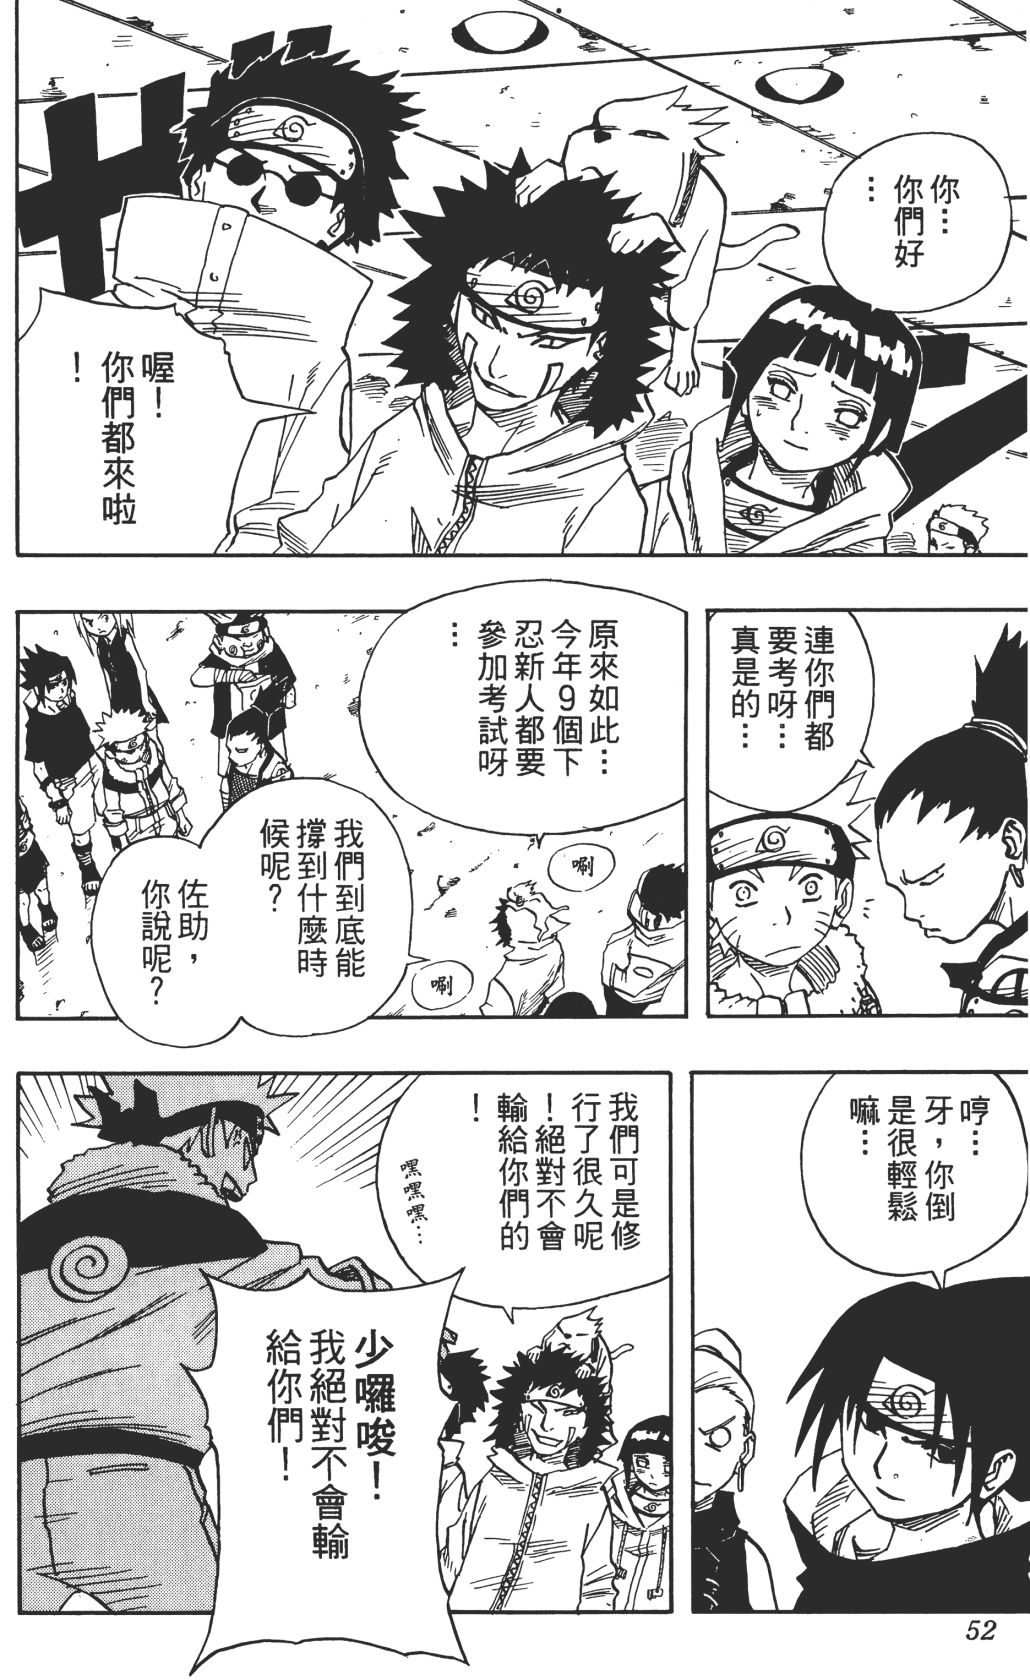 你…
你們好
…
喔！
你們都來啦
！
連你們都
要考呀…
真是的…
原來如此…
今年9個下
忍新人都要
參加考試呀
…
唰
唰
我們到底能
撐到什麼時
候呢？
佐助，
你說呢？
哼…
牙，你倒
是很輕鬆
嘛…
我們可是修
行了很久呢
！絕對不會
輸給你們的
！
嘿嘿嘿…
少囉唆！
我絕對不會輸
給你們！
52